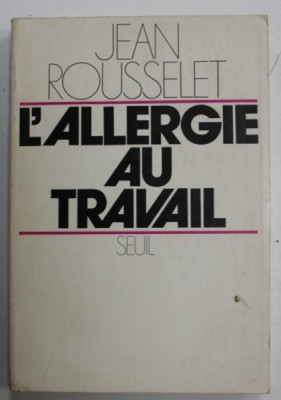 JEAN
ROUSSELET
L'ALLERGIE
AU
TRAVAIL
SEUIL